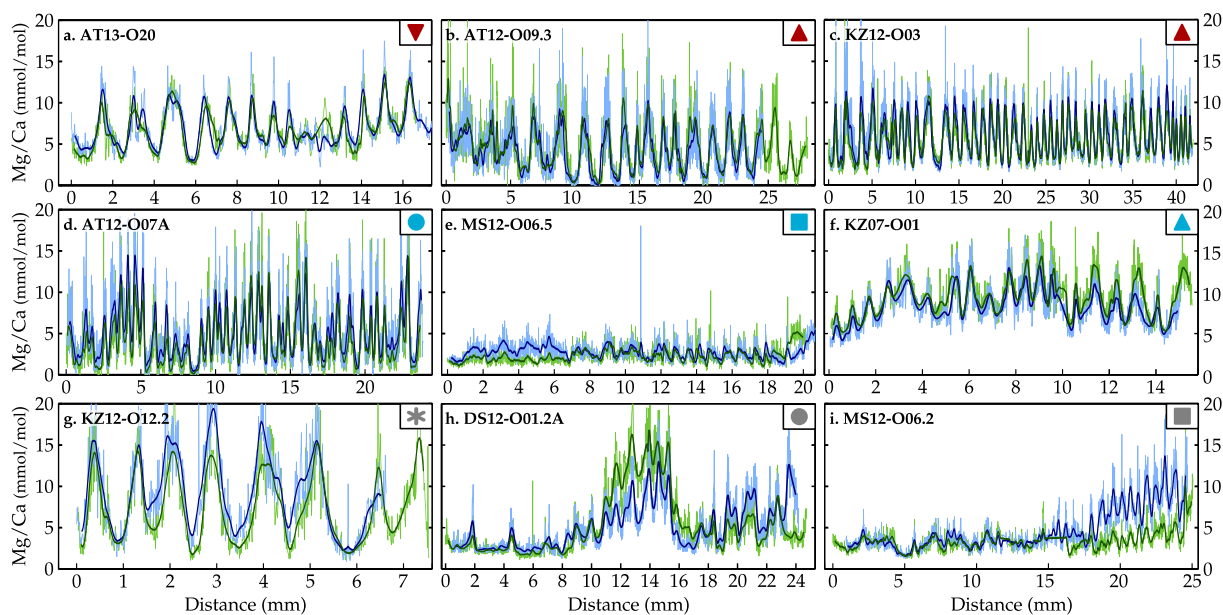 20 20
15 15
10 10
5 5
0 0
Mg/Ca (mmol/mol)
a. AT13-O20
b. AT12-O09.3
c. KZ12-O03
0 2 4 6 8 10 12 14 16
0 5 10 15 20 25
0 5 10 15 20 25 30 35 40
20 20
15 15
10 10
5 5
0 0
Mg/Ca (mmol/mol)
d. AT12-O07A
e. MS12-O06.5
f. KZ07-O01
0 5 10 15 20
0 2 4 6 8 10 12 14 16 18 20
0 2 4 6 8 10 12 14
20 20
15 15
10 10
5 5
0 0
Mg/Ca (mmol/mol)
g. KZ12-O12.2
h. DS12-O01.2A
i. MS12-O06.2
0 1 2 3 4 5 6 7
0 2 4 6 8 10 12 14 16 18 20 22 24
0 5 10 15 20 25
Distance (mm)
Distance (mm)
Distance (mm)